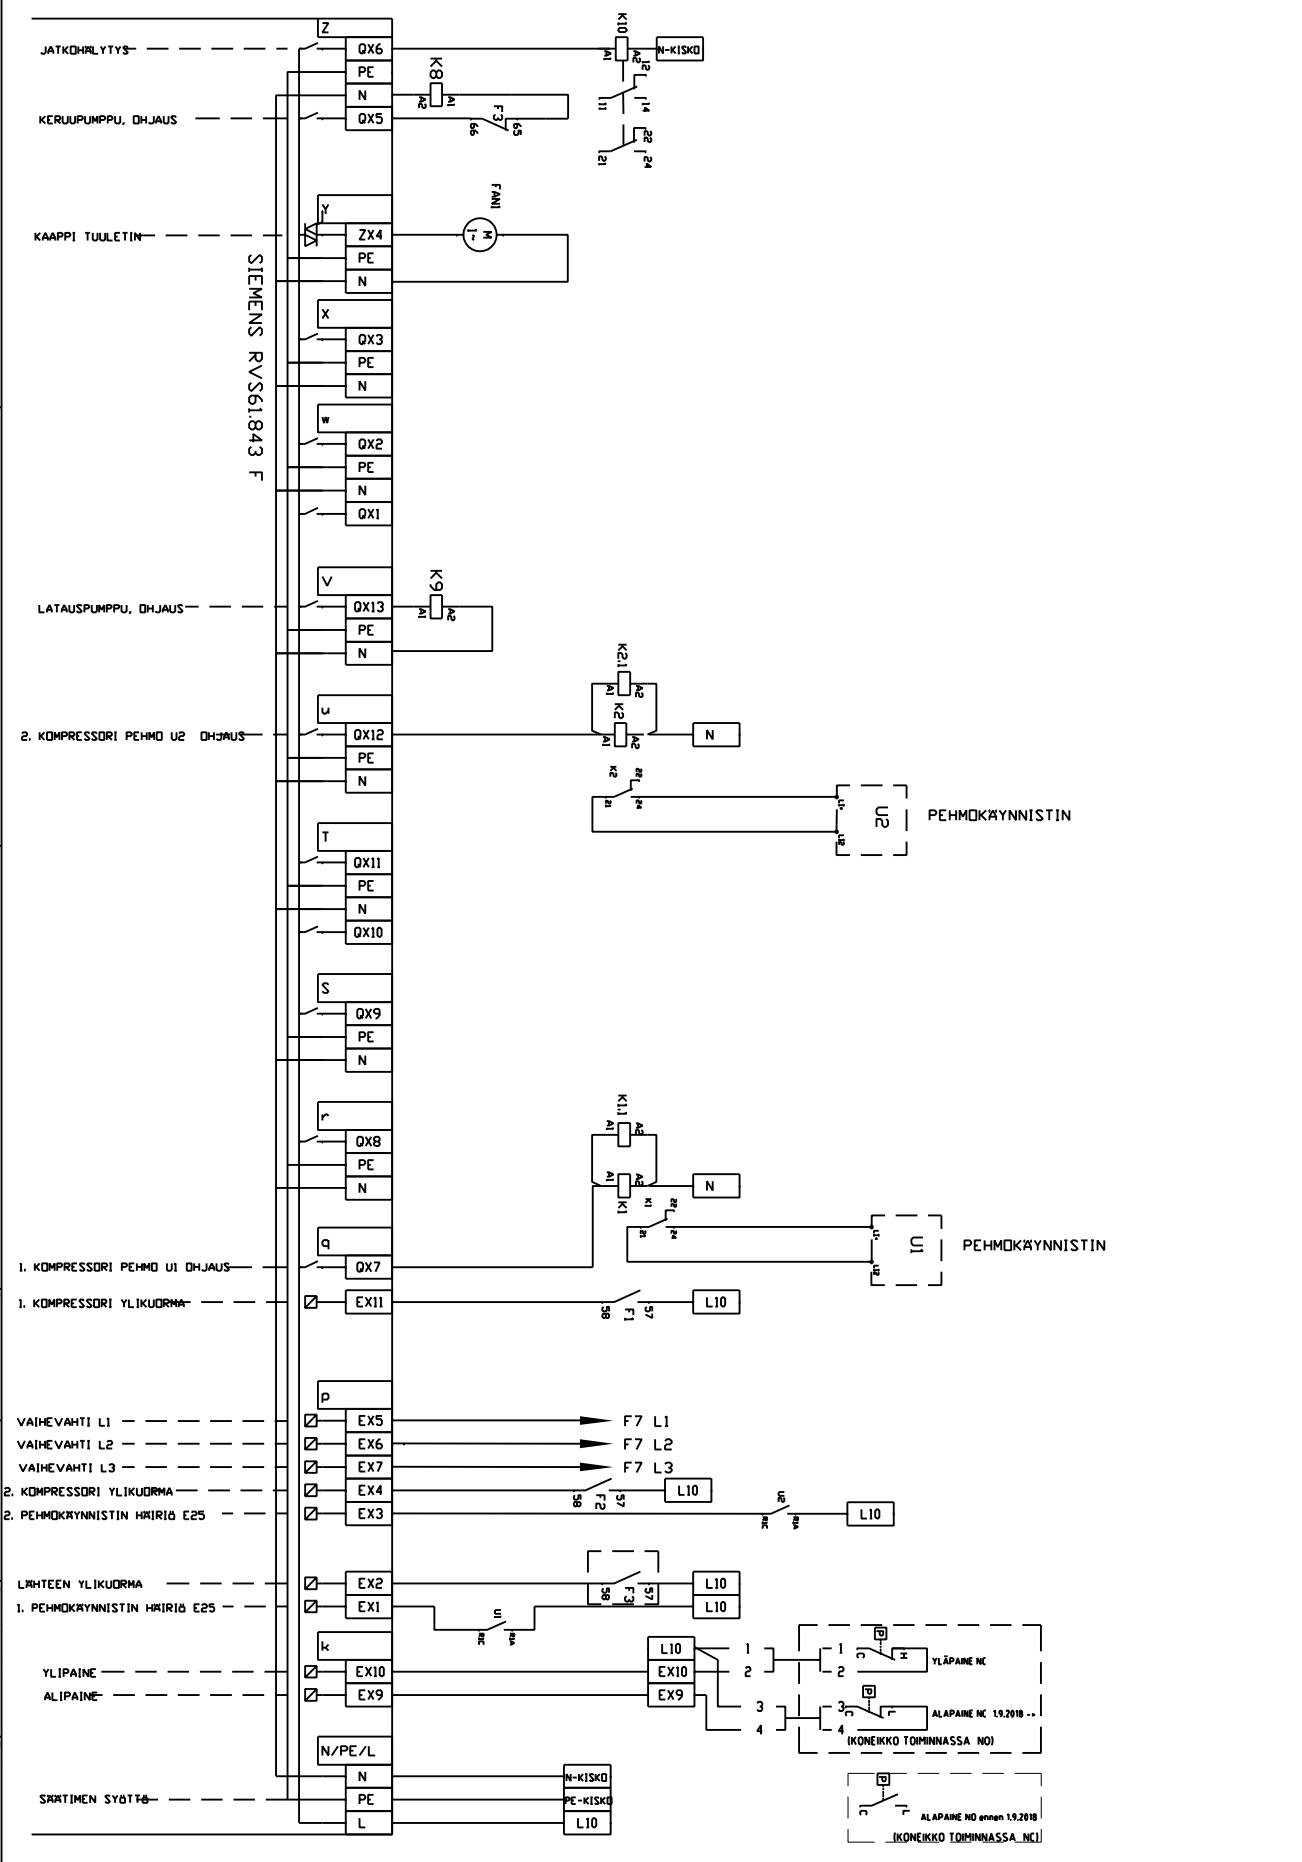 Z
K10
JATKOHÄLYTYS
QX6
A1
A2
N-KISKO
PE
12
K8
N
A2
A1
11
14
KERUUPUMPPU, OHJAUS
QX5
66
F3
65
22
21
24
Y
FANI
KAAPPI TUULETIN
ZX4
M
1~
PE
N
SIEMENS RVS61.843 F
X
QX3
PE
N
w
QX2
PE
N
QX1
V
K9
LATAUSPUMPPU, OHJAUS
QX13
A1
A2
PE
N
K2.1
A1
A2
u
K2
2. KOMPRESSORI PEHMO U2 OHJAUS
QX12
A1
A2
N
PE
K2
22
N
21
24
U2
PEHMOKÄYNNISTIN
T
QX11
PE
N
QX10
S
QX9
PE
N
K1.1
r
A1
A2
QX8
PE
A1
A2
N
K1
N
K1
22
21
24
q
U1
PEHMOKÄYNNISTIN
1. KOMPRESSORI PEHMO U1 OHJAUS
QX7
1. KOMPRESSORI YLIKUORMA
EX11
58
F1
57
L10
p
VAIHEVAHTI L1
EX5
F7 L1
VAIHEVAHTI L2
EX6
F7 L2
VAIHEVAHTI L3
EX7
F7 L3
2. KOMPRESSORI YLIKUORMA
EX4
58
F2
57
L10
U2
2. PEHMOKÄYNNISTIN HÄIRIÖ E25
EX3
R1C
R1A
L10
LÄHTEEN YLIKUORMA
EX2
58
F3
57
L10
1. PEHMOKÄYNNISTIN HÄIRIÖ E25
EX1
U1
R1C
R1A
L10
k
L10
1
1
C
P
H
YLÄPAINE NC
YLIPAINE
EX10
EX10
2
2
ALIPAINE
EX9
EX9
3
3
C
P
L
ALAPAINE NC 1.9.2018 -->
4
4
(KONEIKKO TOIMINNASSA NO)
N/PE/L
N
N-KISKO
P
SÄÄTIMEN SYÖTTÖ
PE
PE-KISKO
C
L
ALAPAINE NO ennen 1.9.2018
L
L10
(KONEIKKO TOIMINNASSA NC)